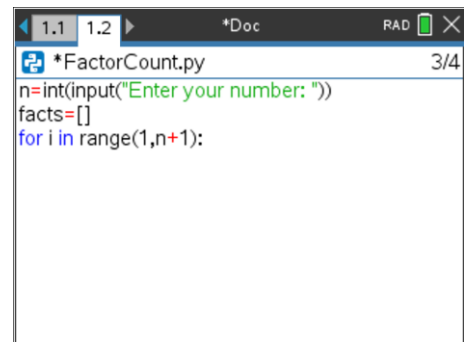 1.1 1.2 *Doc RAD
*FactorCount.py 3/4
n=int(input("Enter your number: "))
facts=[]
for i in range(1,n+1):